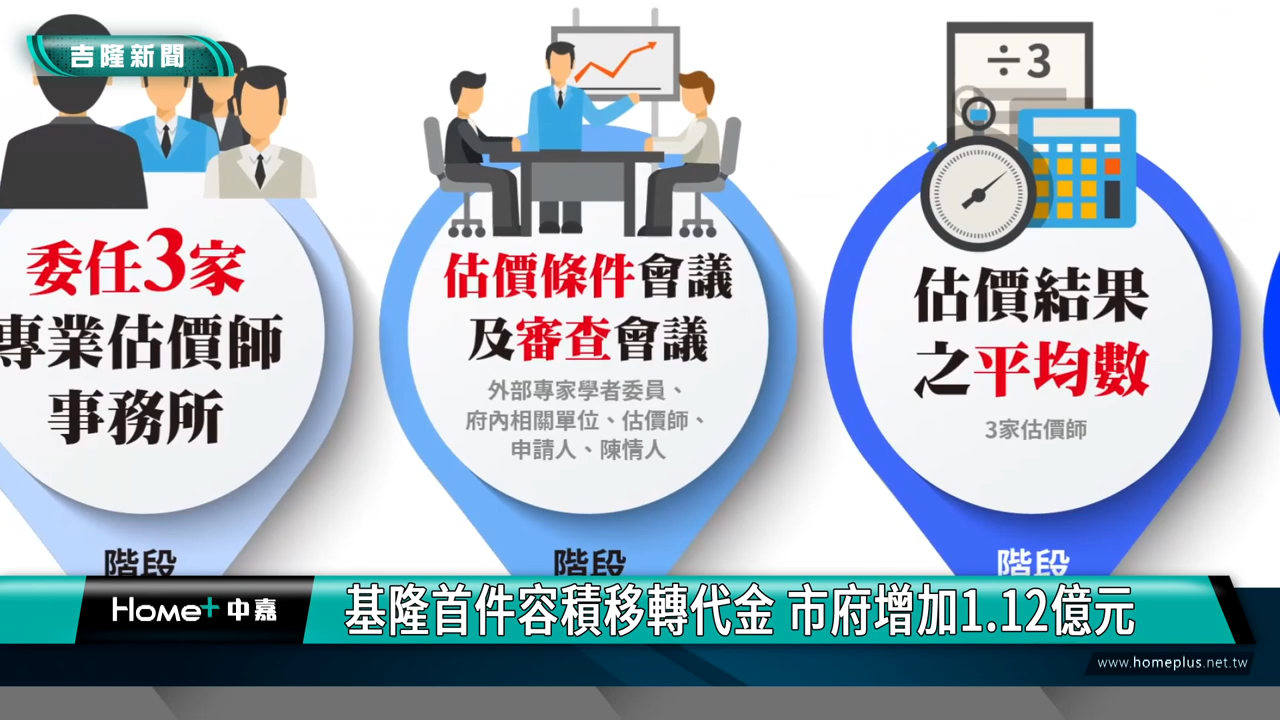 吉隆新聞
委任3家
專業估價師
事務所
階段
估價條件會議
及審查會議
外部專家學者委員、
府內相關單位、估價師、
申請人、陳情人
階段
÷3
估價結果
之平均數
3家估價師
階段
Home+ 中嘉
基隆首件容積移轉代金 市府增加1.12億元
www.homeplus.net.tw